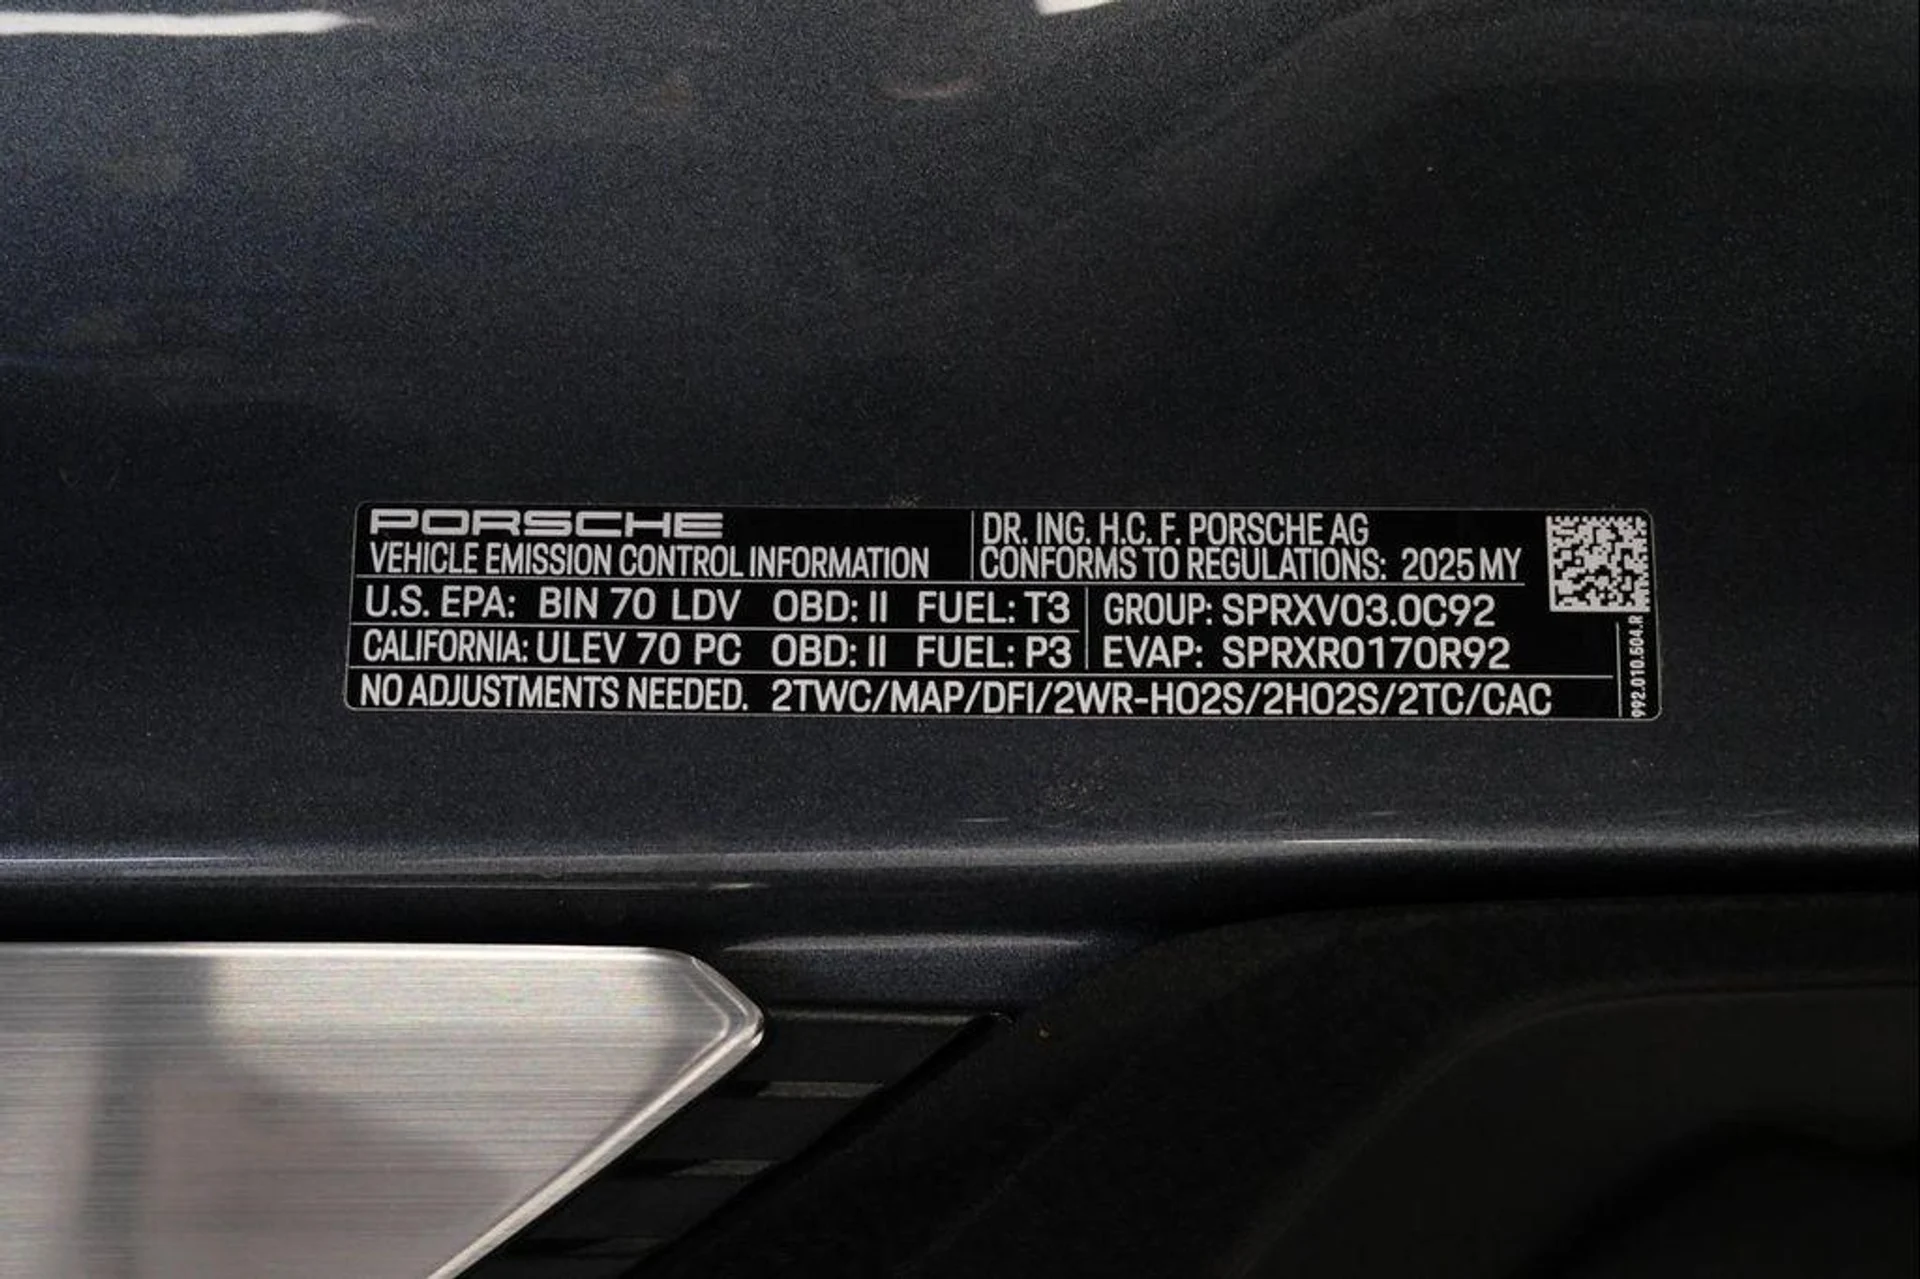 PORSCHE
VEHICLE EMISSION CONTROL INFORMATION
DR. ING. H.C. F. PORSCHE AG
CONFORMS TO REGULATIONS: 2025 MY
U.S. EPA: BIN 70 LDV OBD: II FUEL: T3
CALIFORNIA: ULEV 70 PC OBD: II FUEL: P3
GROUP: SPRXV03.0C92
EVAP: SPRXR0170R92
NO ADJUSTMENTS NEEDED. 2TWC/MAP/DFI/2WR-HO2S/2HO2S/2TC/CAC
992.010.504.R